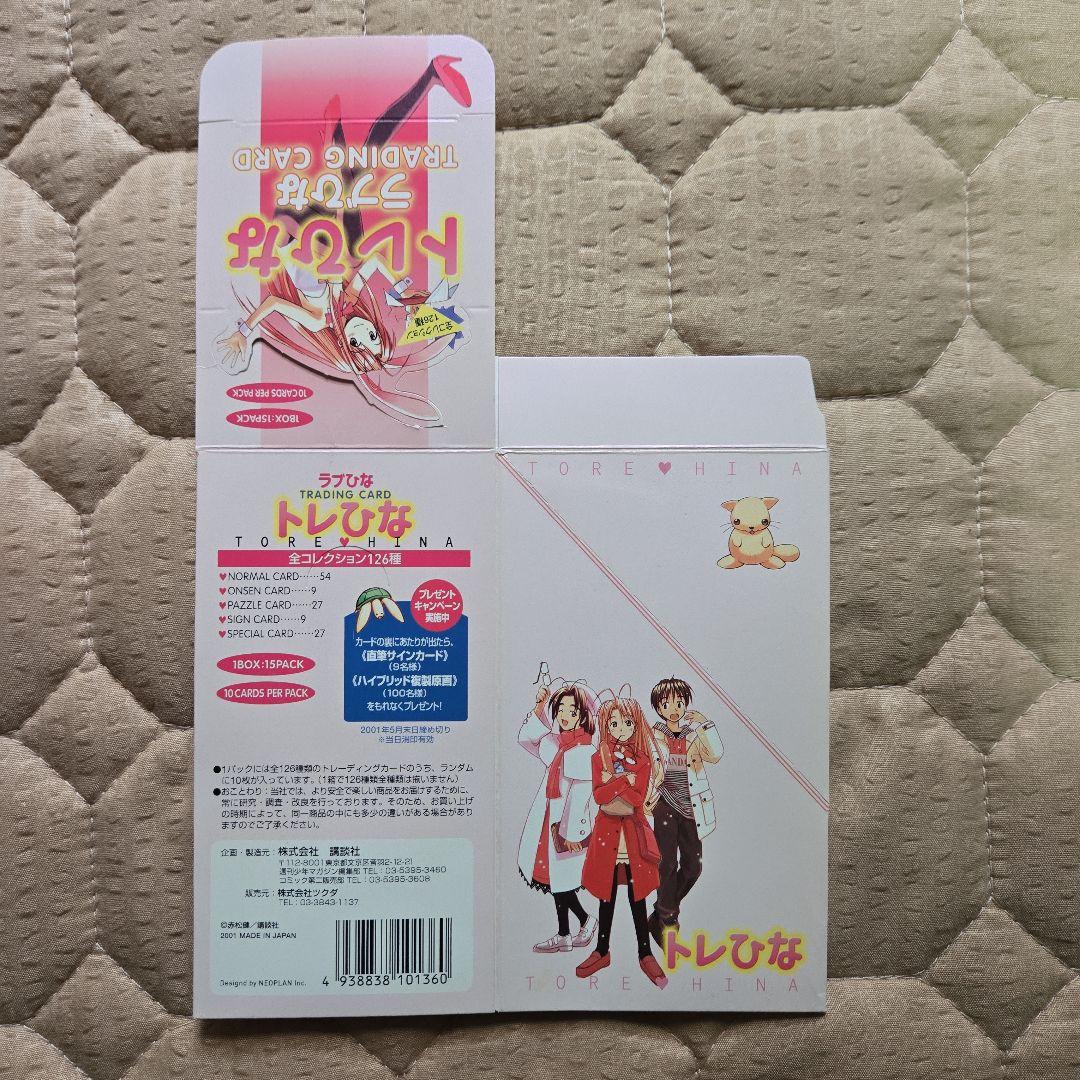 トレひな
ラブひな
TRADING CARD
全コレクション
126種
10 CARDS PER PACK
1BOX:15PACK
ラブひな
TRADING CARD
トレひな
TORE♥HINA
全コレクション126種
♥NORMAL CARD……54
♥ONSEN CARD……9
♥PAZZLE CARD……27
♥SIGN CARD……9
♥SPECIAL CARD……27
1BOX:15PACK
10 CARDS PER PACK
プレゼント
キャンペーン
実施中
カードの裏にあたりが出たら、
《直筆サインカード》
(9名様)
《ハイブリッド複製原画》
(100名様)
をもれなくプレゼント!
2001年5月末日締め切り
※当日消印有効
●1パックには全126種類のトレーディングカードのうち、ランダム
に10枚が入っています。(1箱で126種類全種類は揃いません)
●おことわり:当社では、より安全で楽しい商品をお届けするために、
常に研究・調査・改良を行っております。そのため、お買い上げ
の時期によって、同一商品の中にも多少の違いがある場合があり
ますのでご了承ください。
企画・製造元:株式会社 講談社
〒112-8001東京都文京区音羽2-12-21
週刊少年マガジン編集部 TEL:03-5395-3460
コミック第二販売部 TEL:03-5395-3608
販売元:株式会社ツクダ
TEL:03-3843-1137
©赤松健/講談社
2001 MADE IN JAPAN
Designd by NEOPLAN Inc.
4 938838 101360
TORE♥HINA
トレひな
TORE♥HINA